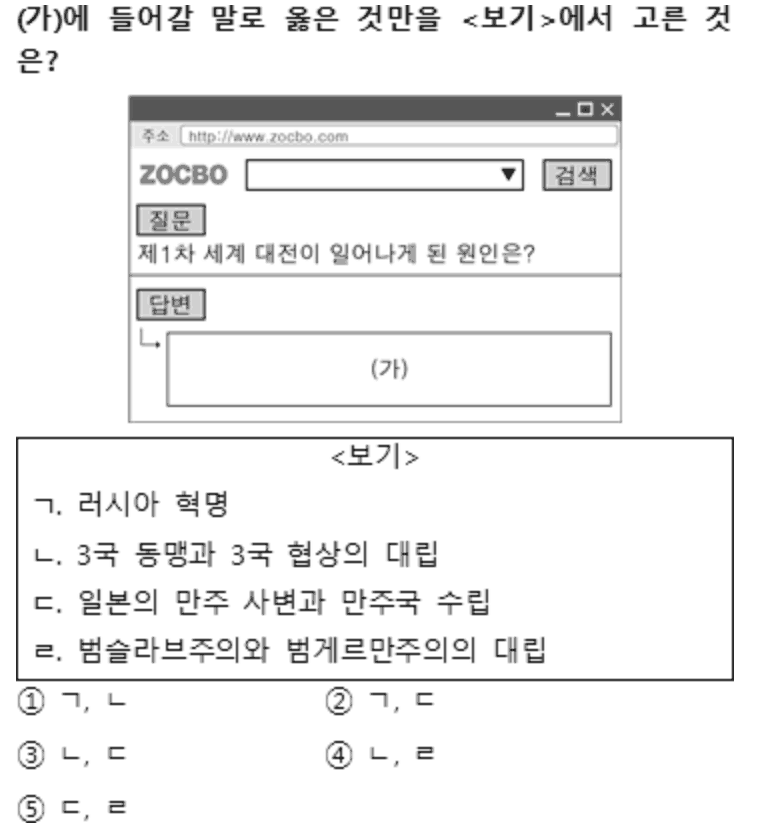 (가)에 들어갈 말로 옳은 것만을 <보기>에서 고른 것
은?
주소 http://www.zocbo.com
ZOCBO 검색
질문
제1차 세계 대전이 일어나게 된 원인은?
답변
(가)
<보기>
ㄱ. 러시아 혁명
ㄴ. 3국 동맹과 3국 협상의 대립
ㄷ. 일본의 만주 사변과 만주국 수립
ㄹ. 범슬라브주의와 범게르만주의의 대립
① ㄱ, ㄴ ② ㄱ, ㄷ
③ ㄴ, ㄷ ④ ㄴ, ㄹ
⑤ ㄷ, ㄹ